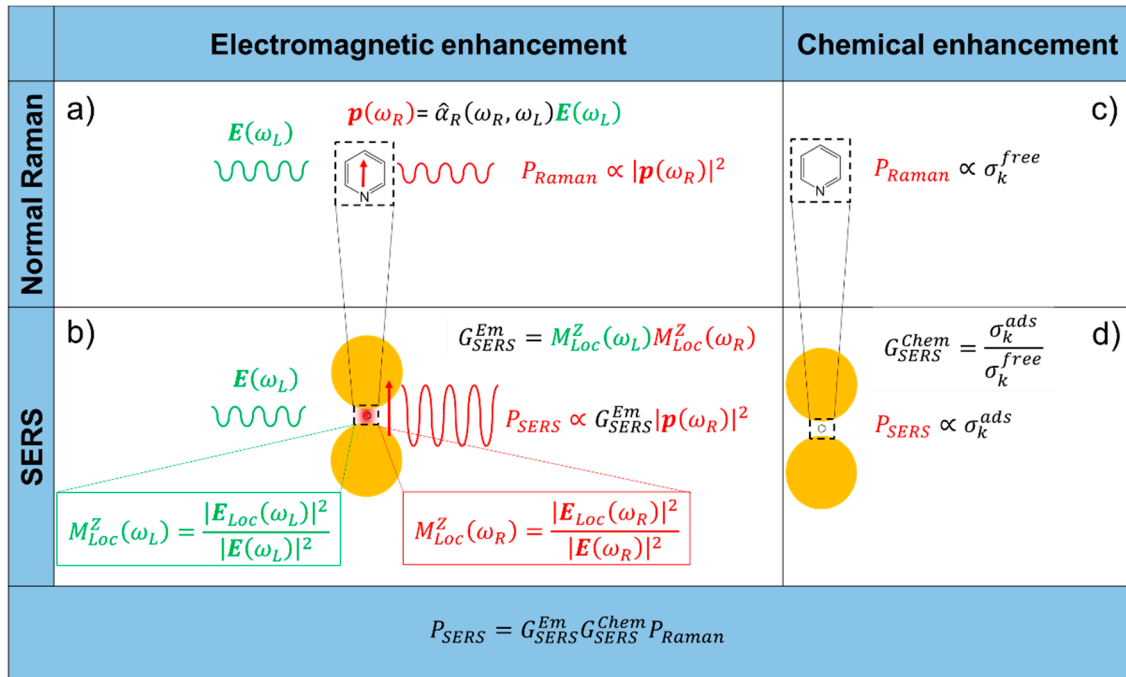 Electromagnetic enhancement
Chemical enhancement
Normal Raman
a)
p(ω_R) = α̂_R(ω_R, ω_L)E(ω_L)
E(ω_L)
N
P_Raman ∝ |p(ω_R)|²
c)
N
P_Raman ∝ σ_k^free
SERS
b)
G_SERS^Em = M_Loc^Z(ω_L)M_Loc^Z(ω_R)
E(ω_L)
P_SERS ∝ G_SERS^Em|p(ω_R)|²
M_Loc^Z(ω_L) = |E_Loc(ω_L)|² / |E(ω_L)|²
M_Loc^Z(ω_R) = |E_Loc(ω_R)|² / |E(ω_R)|²
d)
G_SERS^Chem = σ_k^ads / σ_k^free
P_SERS ∝ σ_k^ads
P_SERS = G_SERS^Em G_SERS^Chem P_Raman